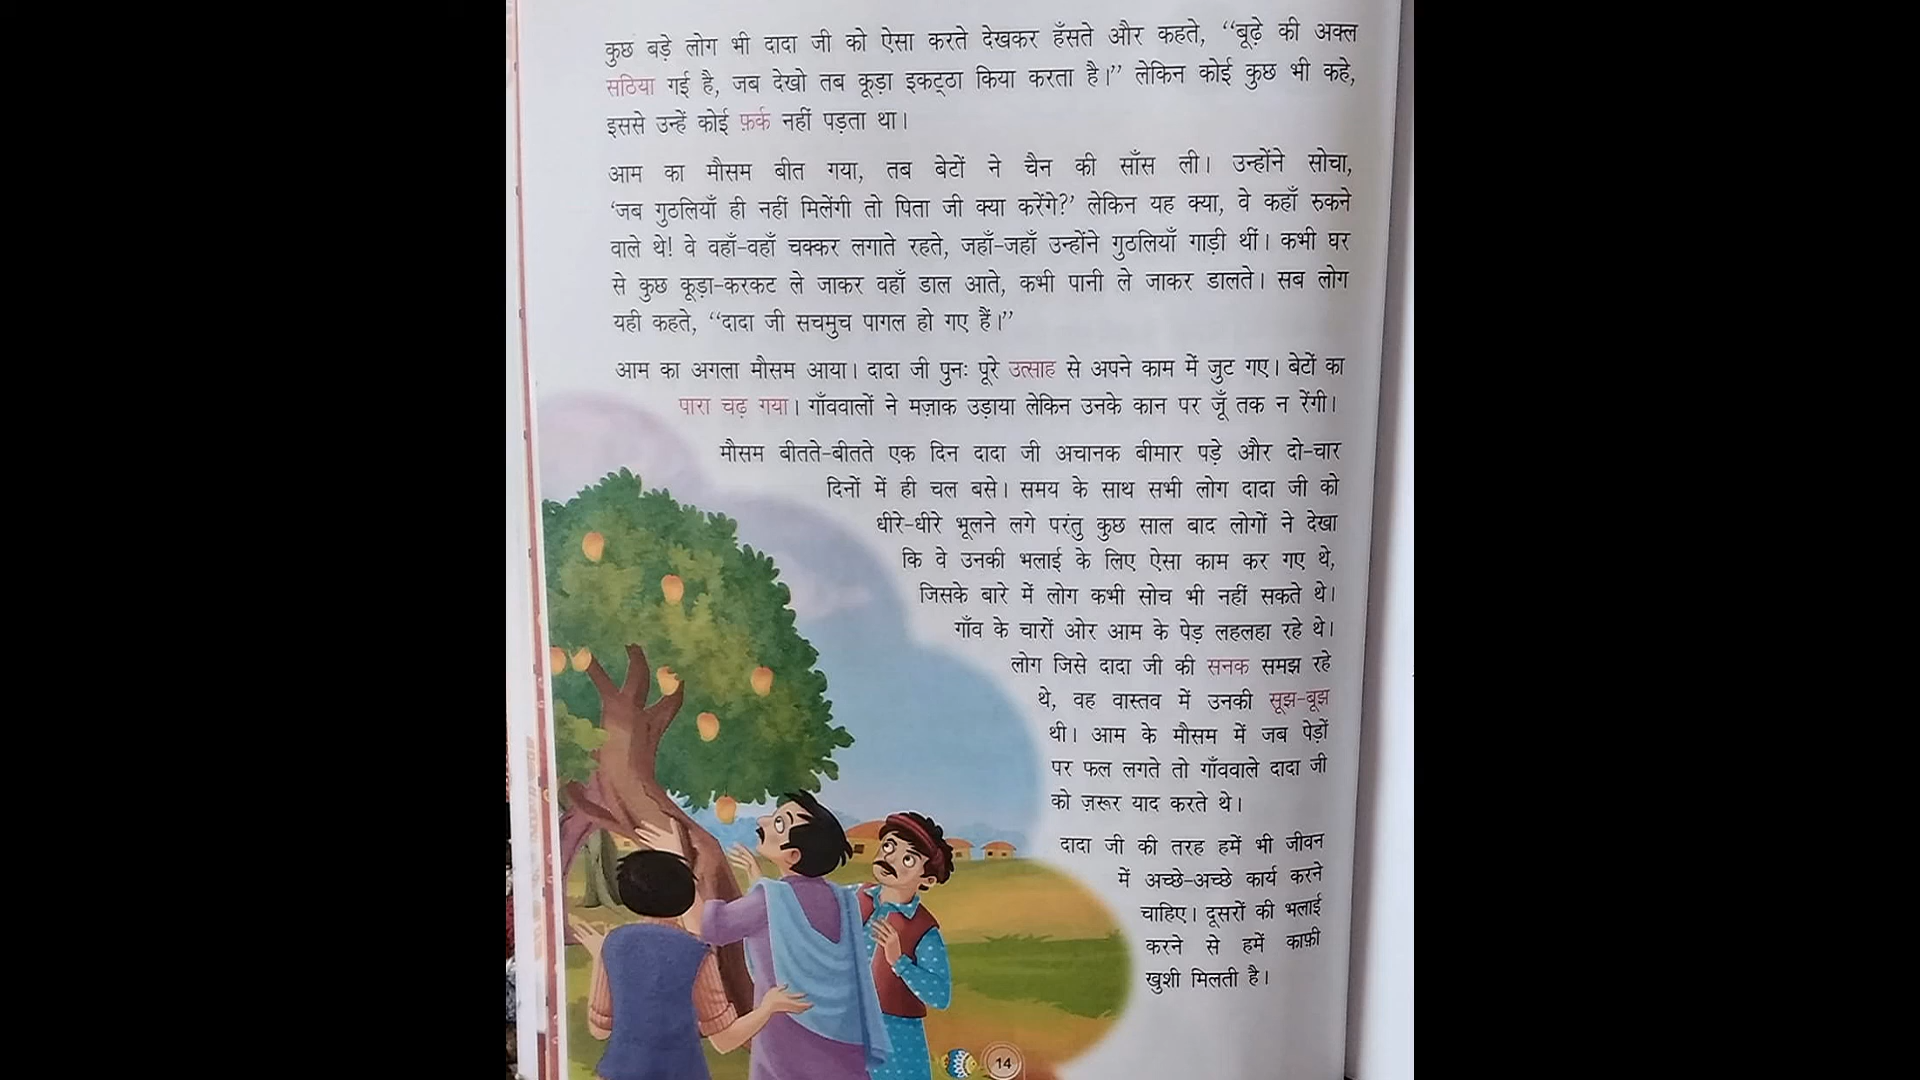 कुछ बड़े लोग भी दादा जी को ऐसा करते देखकर हँसते और कहते, “बूढ़े की अक्ल
सठिया गई है, जब देखो तब कूड़ा इकट्ठा किया करता है।” लेकिन कोई कुछ भी कहे,
इससे उन्हें कोई फ़र्क नहीं पड़ता था।
आम का मौसम बीत गया, तब बेटों ने चैन की साँस ली। उन्होंने सोचा,
‘जब गुठलियाँ ही नहीं मिलेंगी तो पिता जी क्या करेंगे?’ लेकिन यह क्या, वे कहाँ रुकने
वाले थे! वे वहाँ-वहाँ चक्कर लगाते रहते, जहाँ-जहाँ उन्होंने गुठलियाँ गाड़ी थीं। कभी घर
से कुछ कूड़ा-करकट ले जाकर वहाँ डाल आते, कभी पानी ले जाकर डालते। सब लोग
यही कहते, “दादा जी सचमुच पागल हो गए हैं।”
आम का अगला मौसम आया। दादा जी पुनः पूरे उत्साह से अपने काम में जुट गए। बेटों का
पारा चढ़ गया। गाँववालों ने मज़ाक उड़ाया लेकिन उनके कान पर जूँ तक न रेंगी।
मौसम बीतते-बीतते एक दिन दादा जी अचानक बीमार पड़े और दो-चार
दिनों में ही चल बसे। समय के साथ सभी लोग दादा जी को
धीरे-धीरे भूलने लगे परंतु कुछ साल बाद लोगों ने देखा
कि वे उनकी भलाई के लिए ऐसा काम कर गए थे,
जिसके बारे में लोग कभी सोच भी नहीं सकते थे।
गाँव के चारों ओर आम के पेड़ लहलहा रहे थे।
लोग जिसे दादा जी की सनक समझ रहे
थे, वह वास्तव में उनकी सूझ-बूझ
थी। आम के मौसम में जब पेड़ों
पर फल लगते तो गाँववाले दादा जी
को ज़रूर याद करते थे।
दादा जी की तरह हमें भी जीवन
में अच्छे-अच्छे कार्य करने
चाहिए। दूसरों की भलाई
करने से हमें काफ़ी
खुशी मिलती है।
14